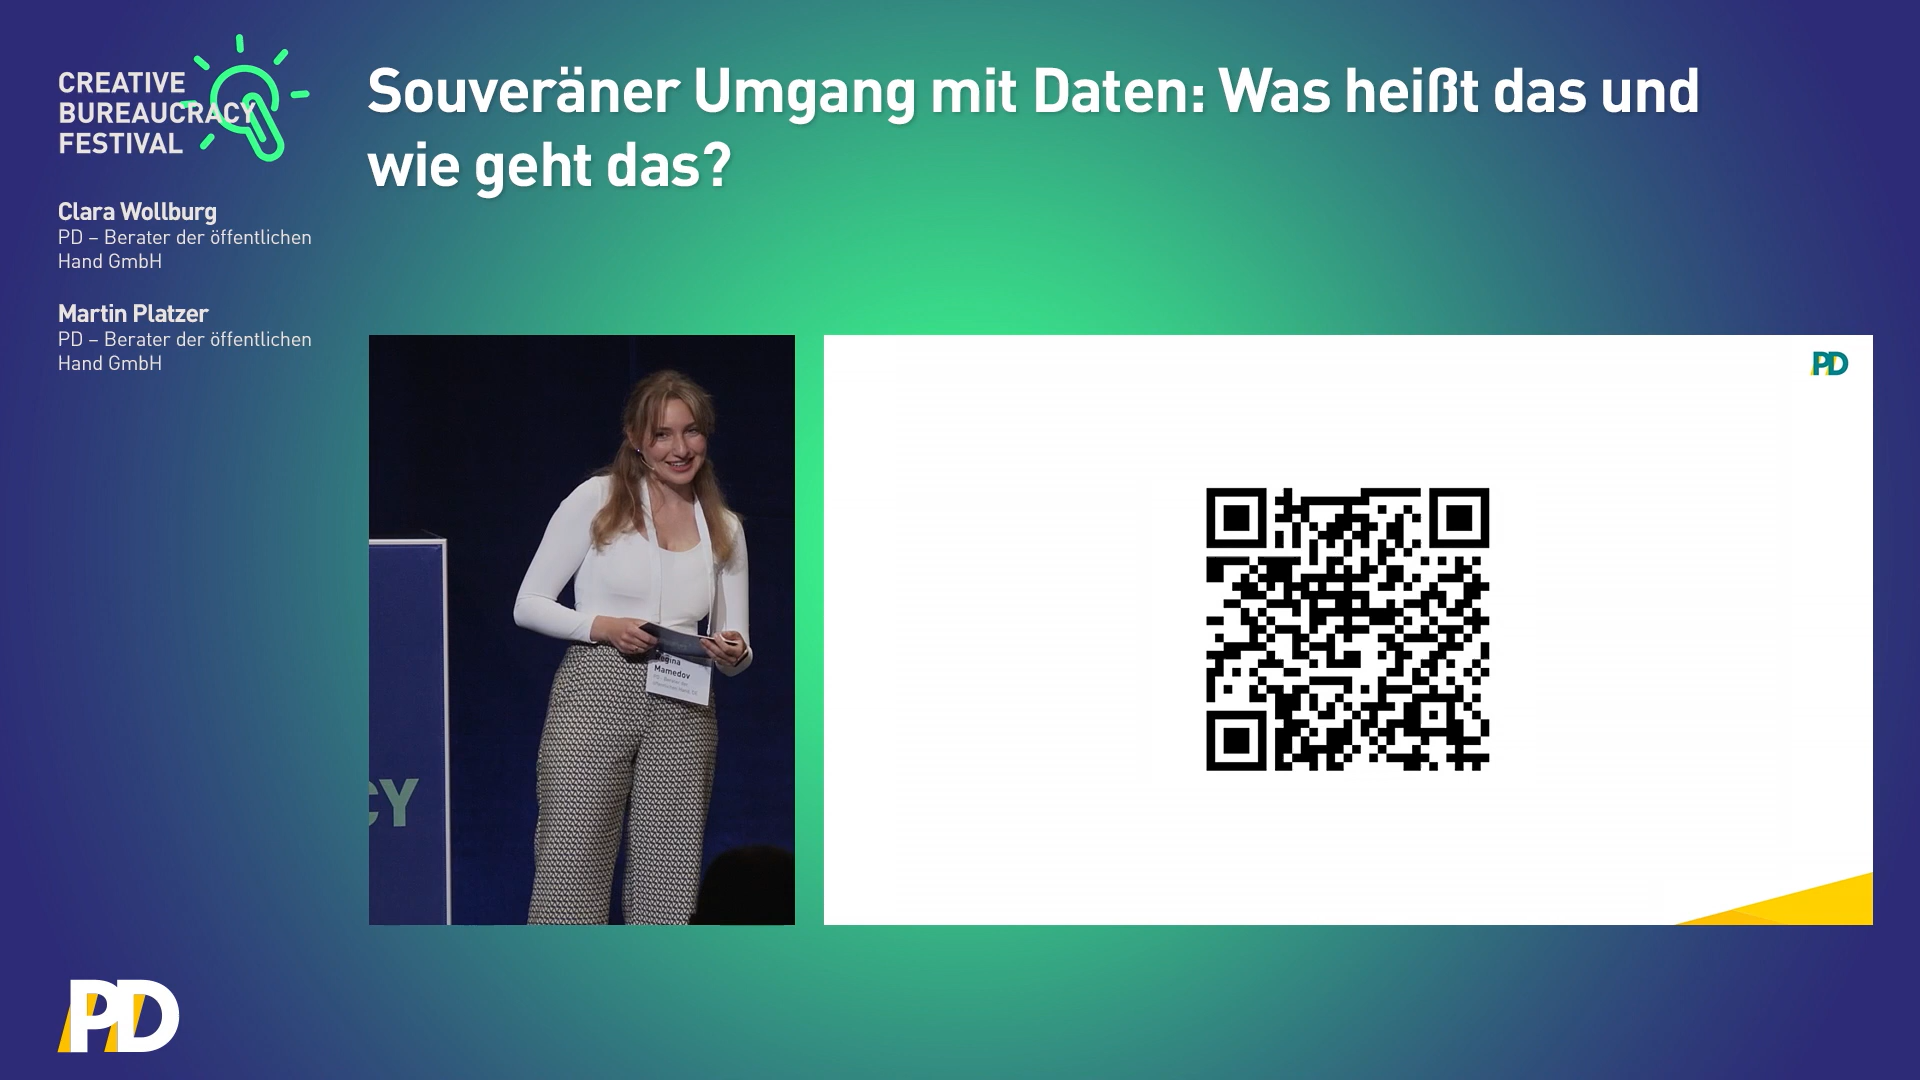 CREATIVE
BUREAUCRACY
FESTIVAL
Souveräner Umgang mit Daten: Was heißt das und
wie geht das?
Clara Wollburg
PD – Berater der öffentlichen
Hand GmbH
Martin Platzer
PD – Berater der öffentlichen
Hand GmbH
PD
Regina
Mamedov
CY
PD